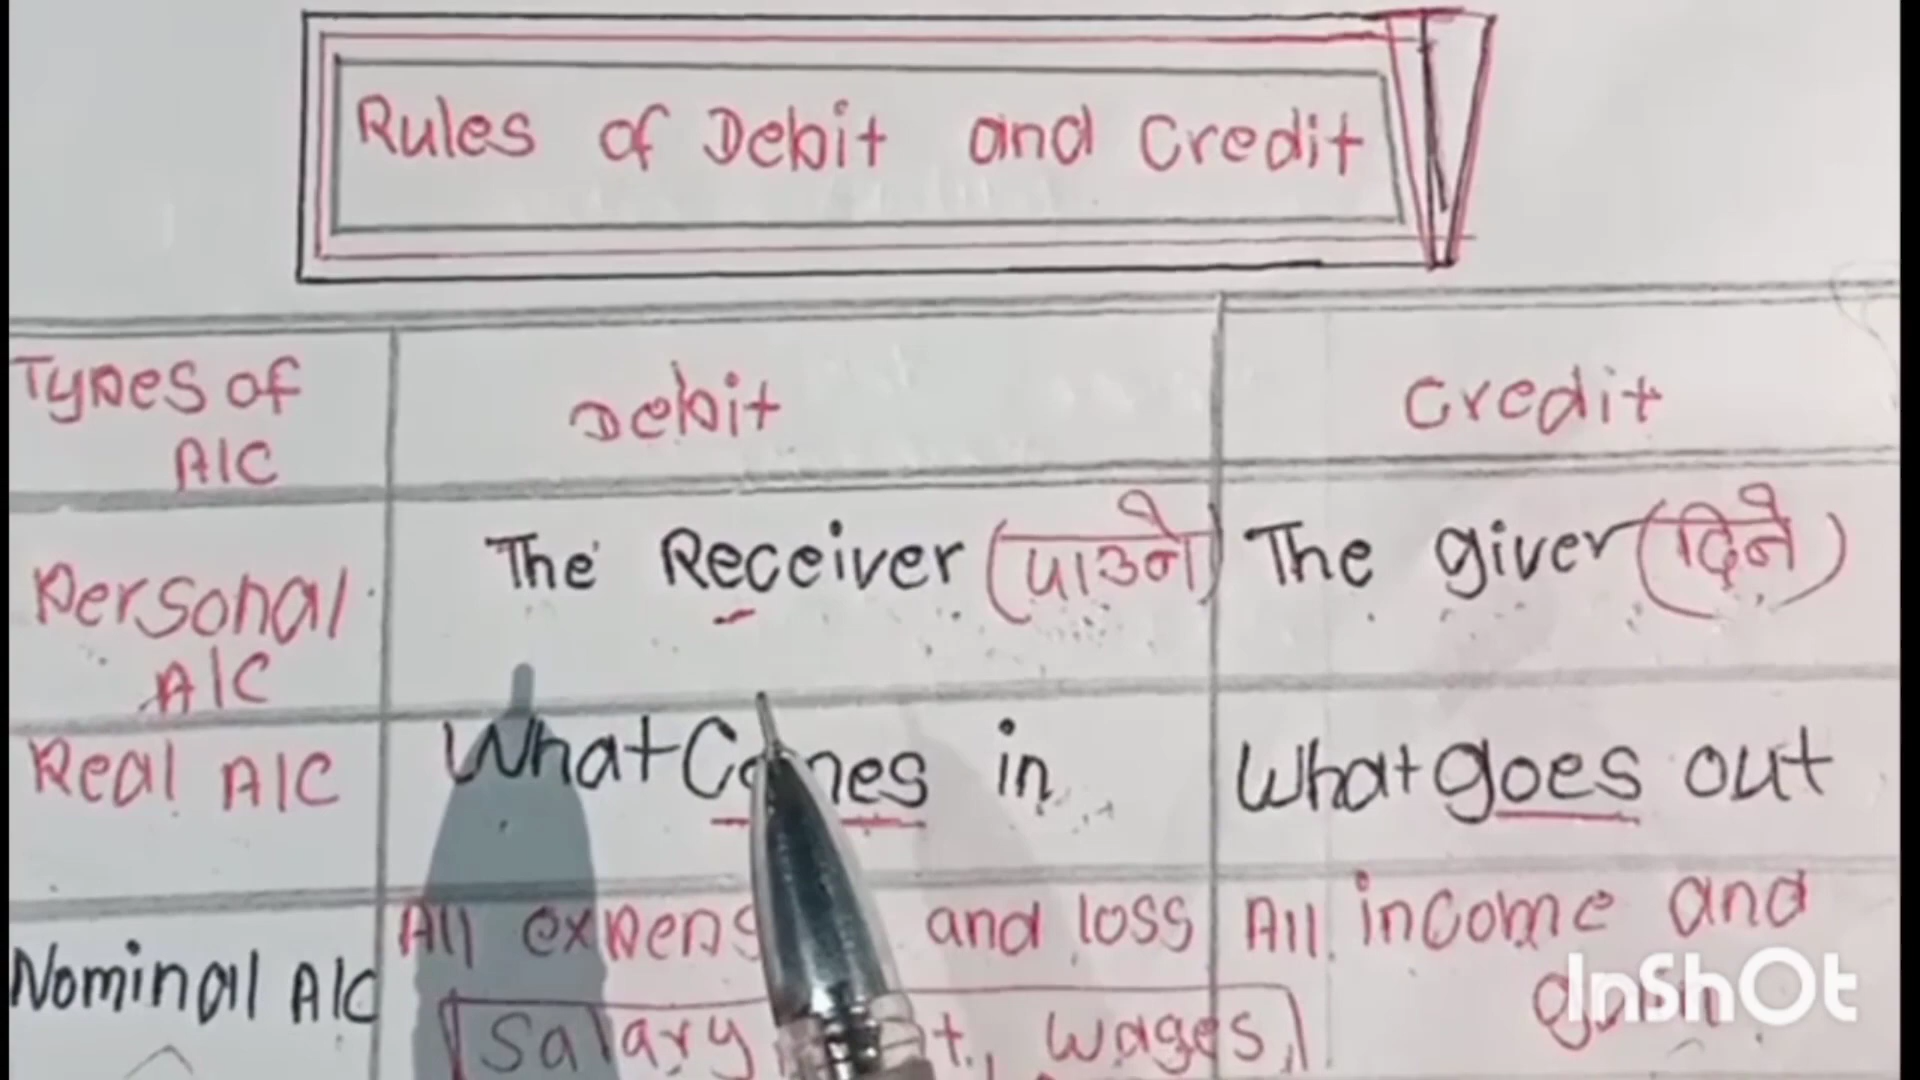 Rules of Debit and Credit
Types of A/C
Debit
Credit
Personal A/C
The Receiver (पाउने)
The giver (दिने)
Real A/C
What Comes in
What goes out
Nominal A/C
All and loss
All income and gain
Salary, wages,
InShOt